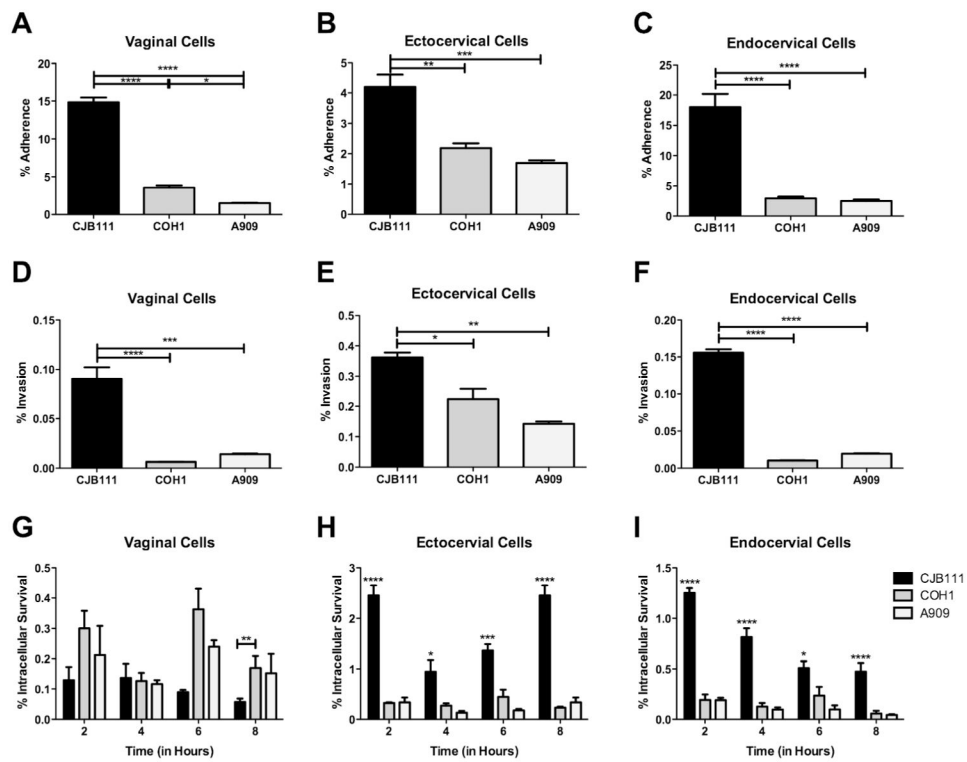 A
Vaginal Cells
% Adherence
20
15
10
5
0
****
****
*
CJB111
COH1
A909
B
Ectocervical Cells
% Adherence
5
4
3
2
1
0
***
**
CJB111
COH1
A909
C
Endocervical Cells
% Adherence
25
20
15
10
5
0
****
****
CJB111
COH1
A909
D
Vaginal Cells
% Invasion
0.15
0.10
0.05
0.00
***
****
CJB111
COH1
A909
E
Ectocervical Cells
% Invasion
0.5
0.4
0.3
0.2
0.1
0.0
**
*
CJB111
COH1
A909
F
Endocervical Cells
% Invasion
0.20
0.15
0.10
0.05
0.00
****
****
CJB111
COH1
A909
G
Vaginal Cells
% Intracellular Survival
0.5
0.4
0.3
0.2
0.1
0.0
**
2 4 6 8
Time (in Hours)
H
Ectocervial Cells
% Intracellular Survival
3
2
1
0
**** * *** ****
2 4 6 8
Time (in Hours)
I
Endocervial Cells
% Intracellular Survival
1.5
1.0
0.5
0.0
**** **** * ****
2 4 6 8
Time (in Hours)
CJB111
COH1
A909